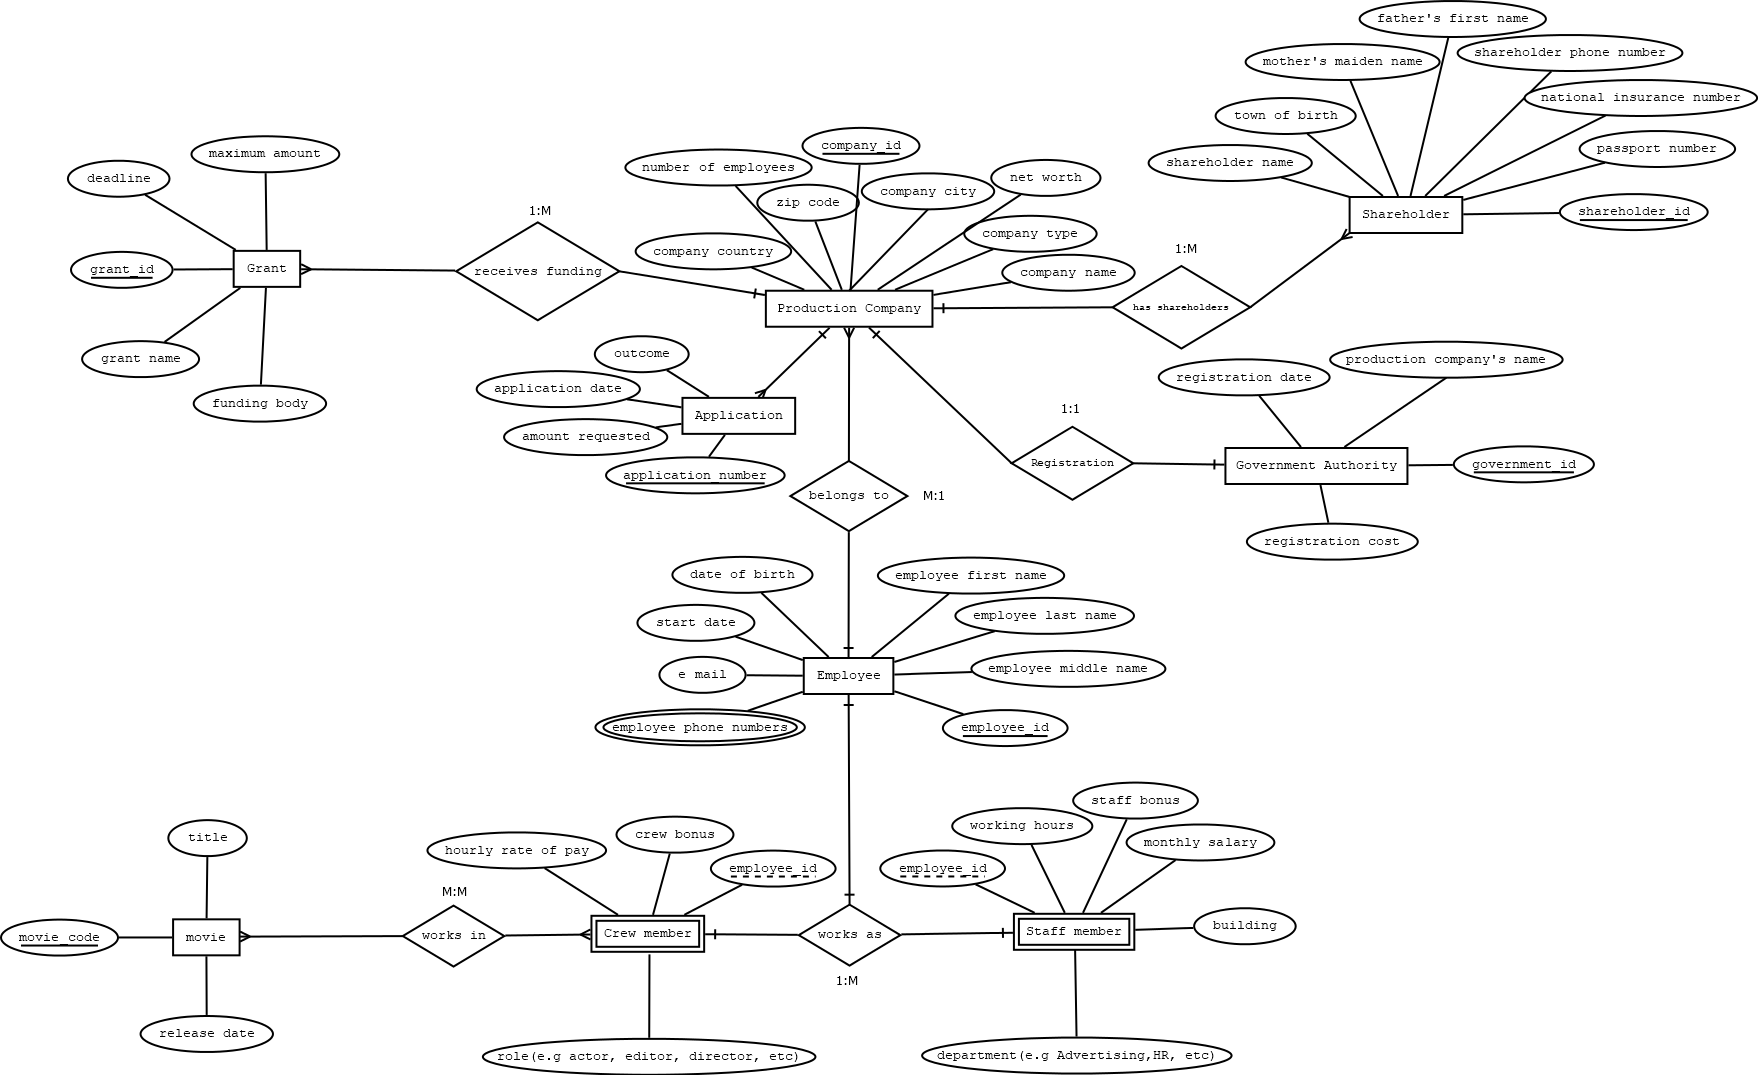 father's first name
shareholder phone number
mother's maiden name
national insurance number
town of birth
passport number
shareholder name
shareholder_id
Shareholder
maximum amount
deadline
grant_id
Grant
grant name
funding body
1:M
receives funding
company_id
number of employees
net worth
company city
zip code
company type
company country
company name
Production Company
1:M
has shareholders
outcome
application date
Application
amount requested
application_number
production company's name
registration date
1:1
Registration
Government Authority
government_id
registration cost
belongs to
M:1
date of birth
employee first name
start date
employee last name
e mail
Employee
employee middle name
employee phone numbers
employee_id
title
movie_code
movie
release date
M:M
works in
hourly rate of pay
crew bonus
employee_id
Crew member
role(e.g actor, editor, director, etc)
works as
1:M
staff bonus
working hours
monthly salary
employee_id
Staff member
building
department(e.g Advertising,HR, etc)